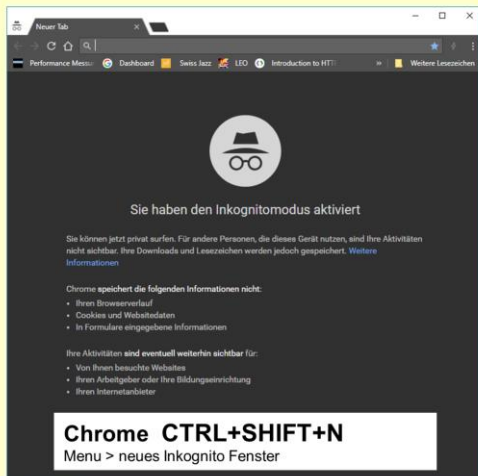 Neuer Tab
Performance Messu Dashboard Swiss Jazz LEO Introduction to HTT » Weitere Lesezeichen
Sie haben den Inkognitomodus aktiviert
Sie können jetzt privat surfen. Für andere Personen, die dieses Gerät nutzen, sind Ihre Aktivitäten
nicht sichtbar. Ihre Downloads und Lesezeichen werden jedoch gespeichert. Weitere
Informationen
Chrome speichert die folgenden Informationen nicht:
• Ihren Browserverlauf
• Cookies und Websitedaten
• In Formulare eingegebene Informationen
Ihre Aktivitäten sind eventuell weiterhin sichtbar für:
• Von Ihnen besuchte Websites
• Ihren Arbeitgeber oder Ihre Bildungseinrichtung
• Ihren Internetanbieter
Chrome CTRL+SHIFT+N
Menu > neues Inkognito Fenster